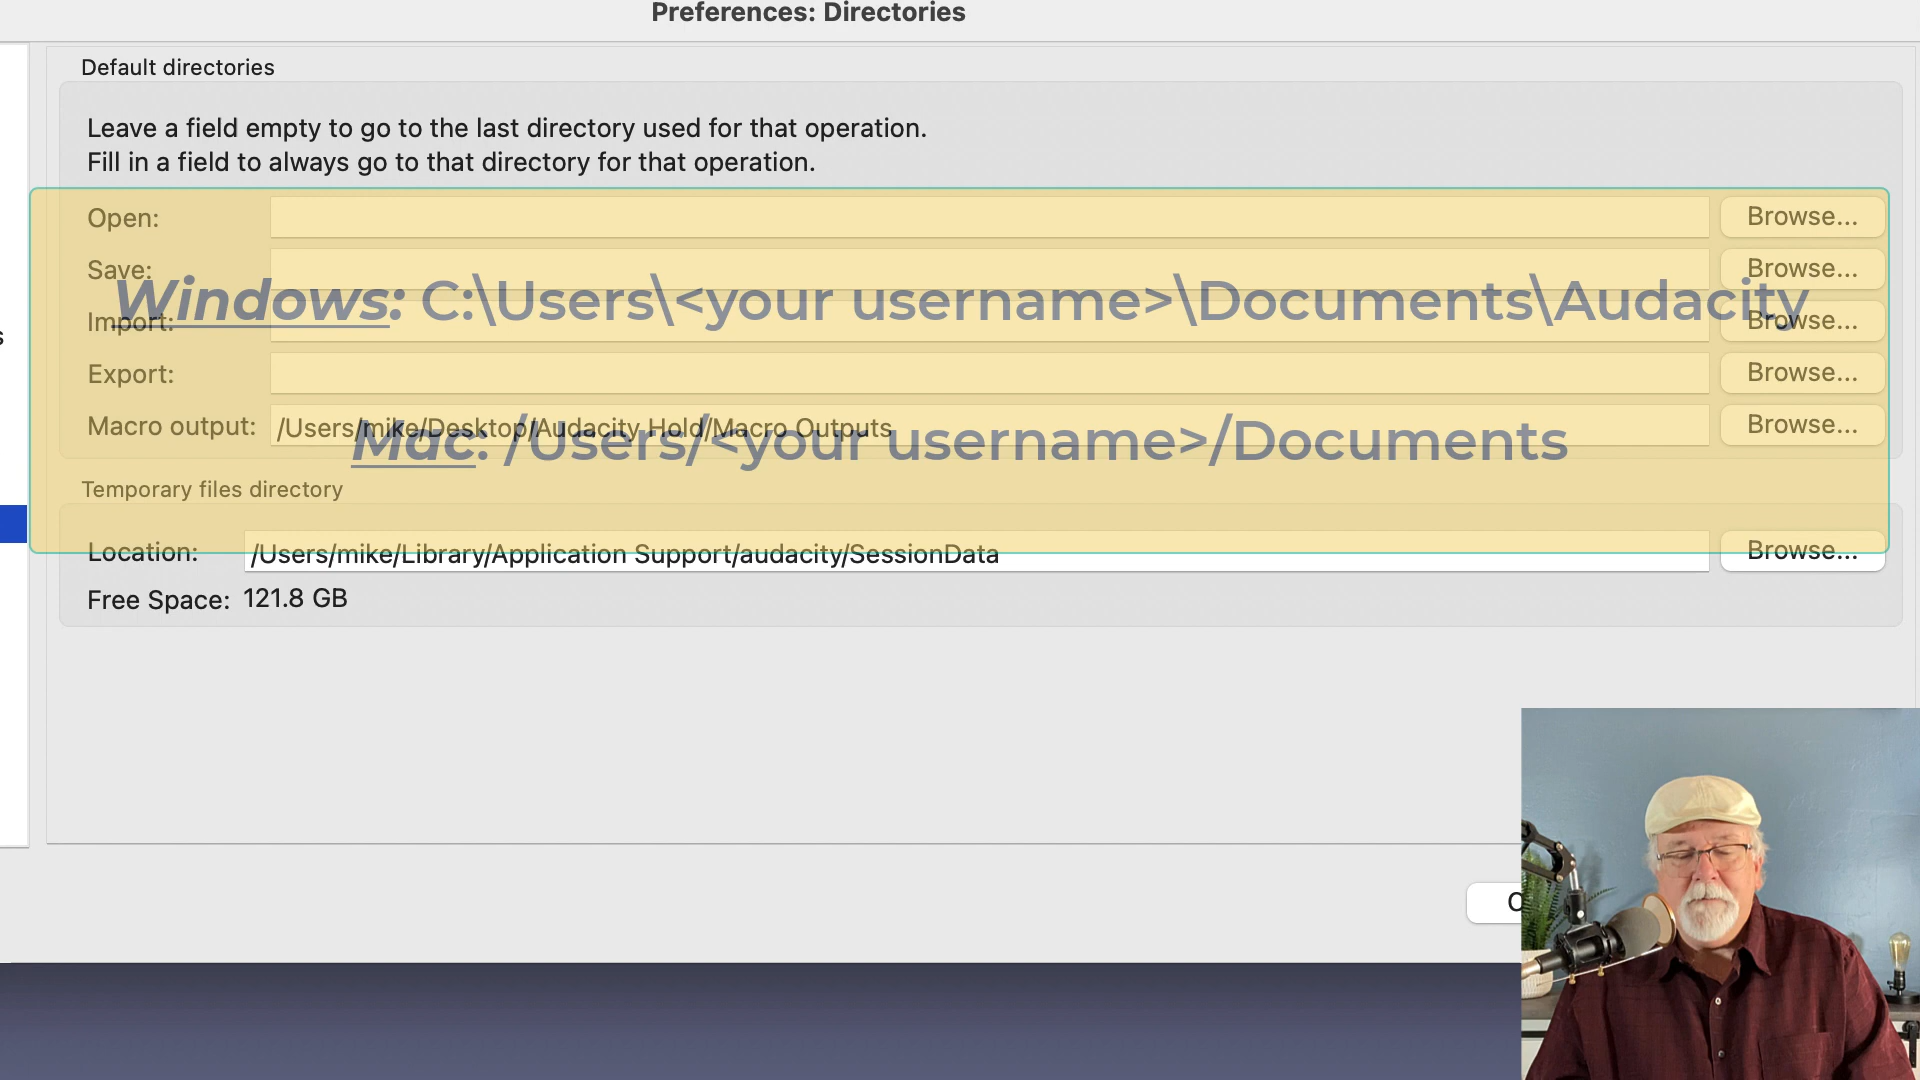 Preferences: Directories
Default directories
Leave a field empty to go to the last directory used for that operation.
Fill in a field to always go to that directory for that operation.
Open:
Browse...
Save:
Browse...
Windows: C:\Users\<your username>\Documents\Audacity
Import:
Browse...
Export:
Browse...
Macro output:
/Users/mike/Desktop/Audacity Hold/Macro Outputs
Browse...
Mac: /Users/<your username>/Documents
Temporary files directory
Location:
/Users/mike/Library/Application Support/audacity/SessionData
Browse...
Free Space:
121.8 GB